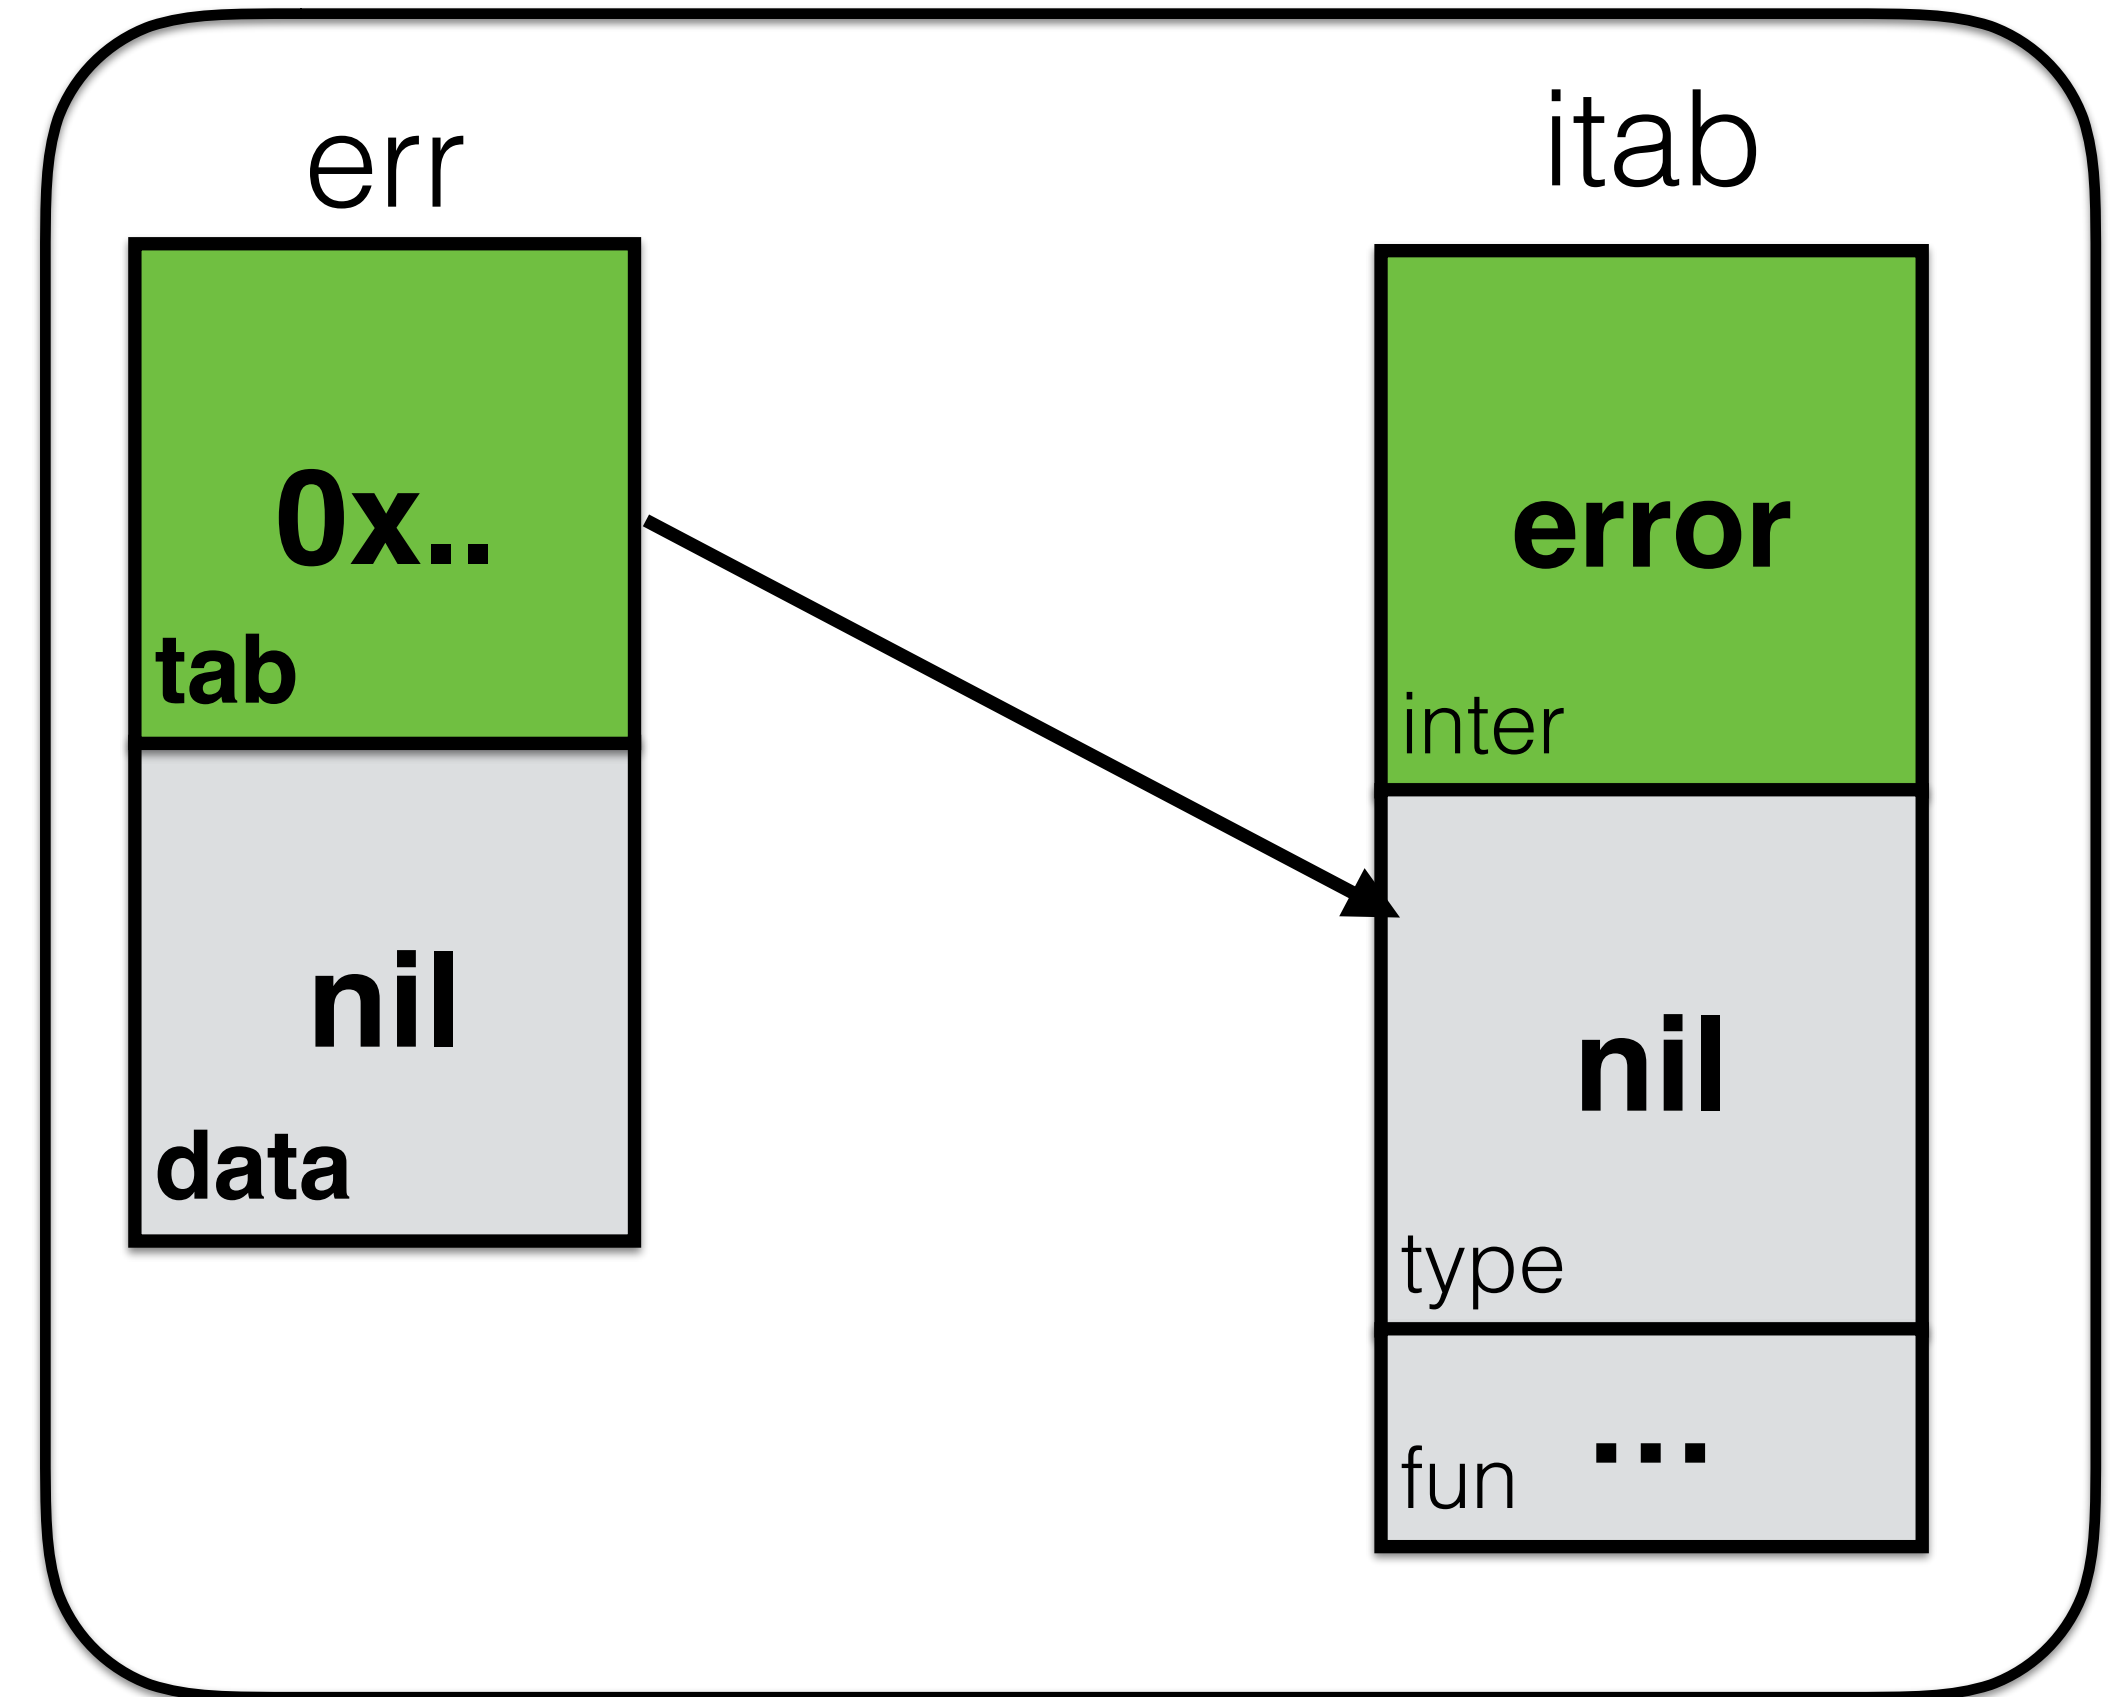 err
0x..
tab
nil
data
itab
error
inter
nil
type
...
fun